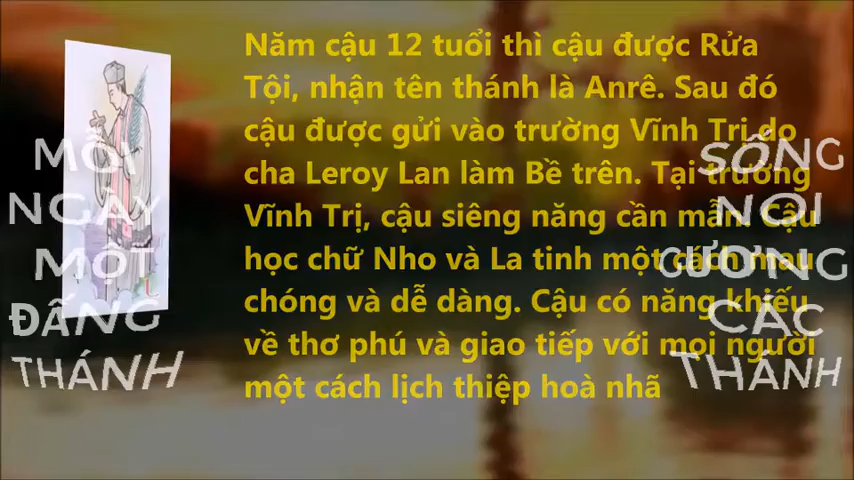 Năm cậu 12 tuổi thì cậu được Rửa
Tội, nhận tên thánh là Anrê. Sau đó
cậu được gửi vào trường Vĩnh Trị do
cha Leroy Lan làm Bề trên. Tại trường
Vĩnh Trị, cậu siêng năng cần mẫn. Cậu
học chữ Nho và La tinh một cách mau
chóng và dễ dàng. Cậu có năng khiếu
về thơ phú và giao tiếp với mọi người
một cách lịch thiệp hoà nhã
MỖI
NGÀY
MỘT
ĐẤNG
THÁNH
SỐNG
NOI
GƯƠNG
CÁC
THÁNH